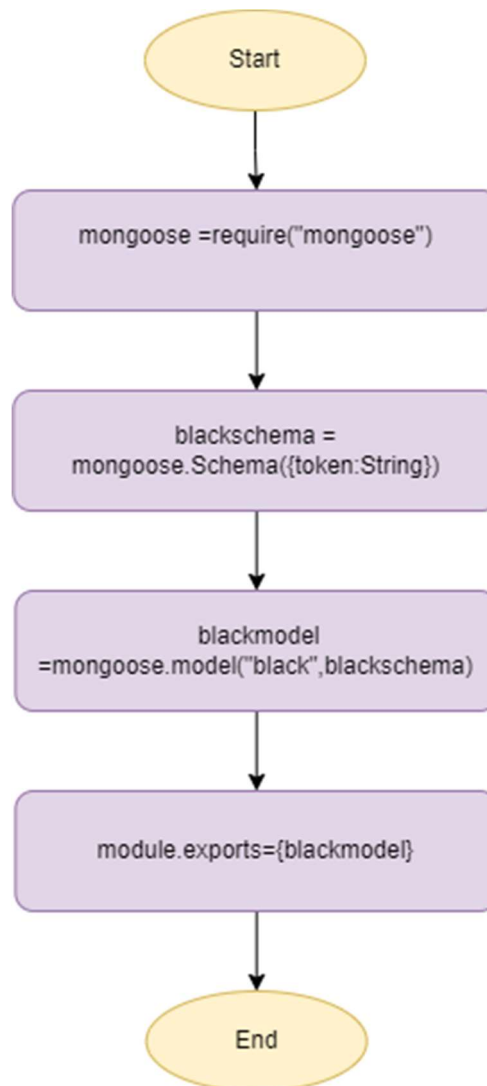 Start
mongoose =require("mongoose")
blackschema =
mongoose.Schema({token:String})
blackmodel
=mongoose.model("black",blackschema)
module.exports={blackmodel}
End